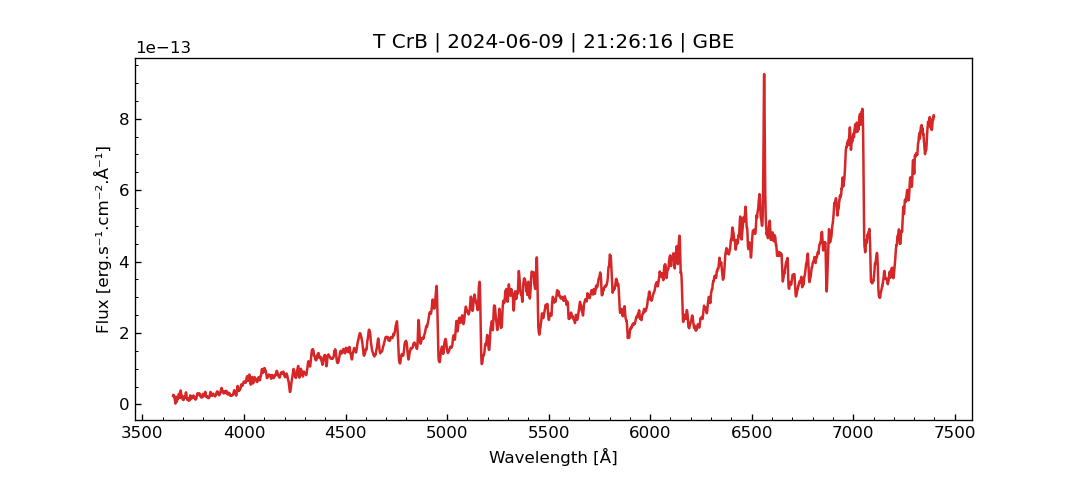 T CrB | 2024-06-09 | 21:26:16 | GBE
1e−13
Flux [erg.s⁻¹.cm⁻².Å⁻¹]
8
6
4
2
0
3500 4000 4500 5000 5500 6000 6500 7000 7500
Wavelength [Å]